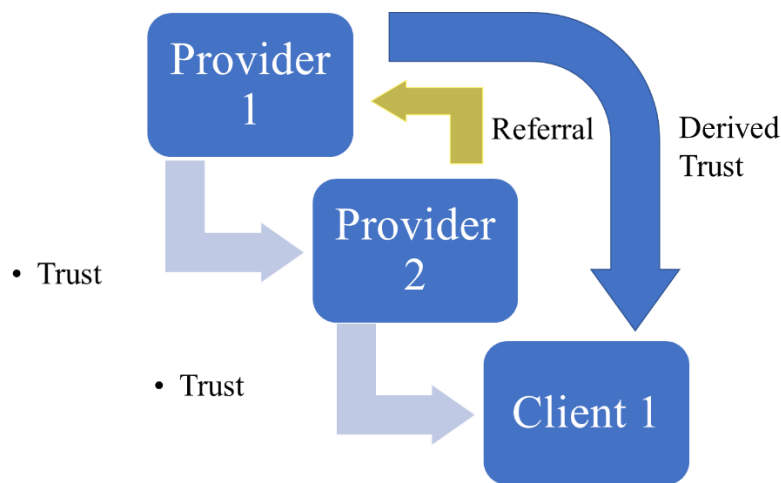 Provider
1
Referral
Derived
Trust
Provider
2
• Trust
• Trust
Client 1